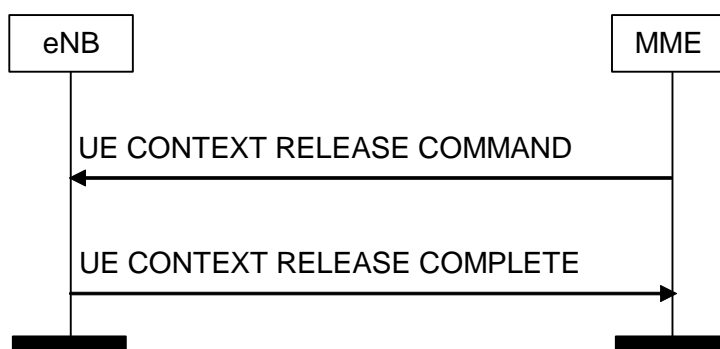 eNB
MME
UE CONTEXT RELEASE COMMAND
UE CONTEXT RELEASE COMPLETE